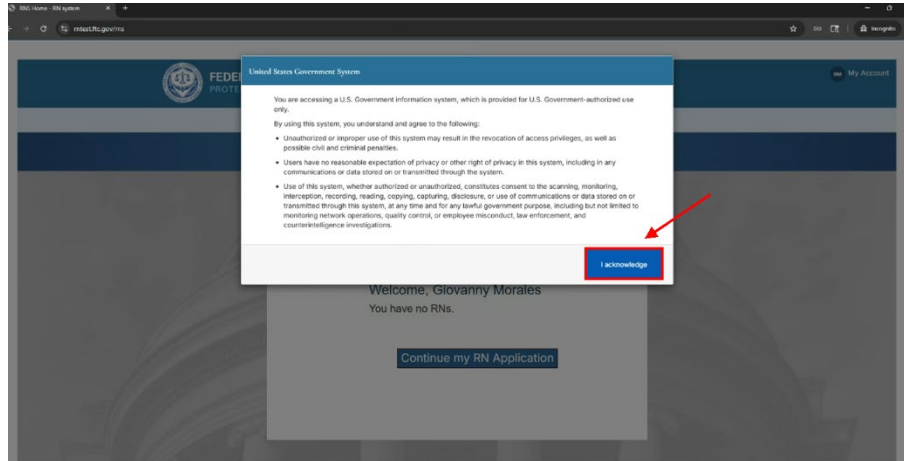 RNS Home - RN system
rntest.ftc.gov/rns
Incognito
FEDE
PROTE
My Account
United States Government System
You are accessing a U.S. Government information system, which is provided for U.S. Government-authorized use
only.
By using this system, you understand and agree to the following:
• Unauthorized or improper use of this system may result in the revocation of access privileges, as well as
possible civil and criminal penalties.
• Users have no reasonable expectation of privacy or other right of privacy in this system, including in any
communications or data stored on or transmitted through the system.
• Use of this system, whether authorized or unauthorized, constitutes consent to the scanning, monitoring,
interception, recording, reading, copying, capturing, disclosure, or use of communications or data stored on or
transmitted through this system, at any time and for any lawful government purpose, including but not limited to
monitoring network operations, quality control, or employee misconduct, law enforcement, and
counterintelligence investigations.
I acknowledge
Welcome, Giovanny Morales
You have no RNs.
Continue my RN Application